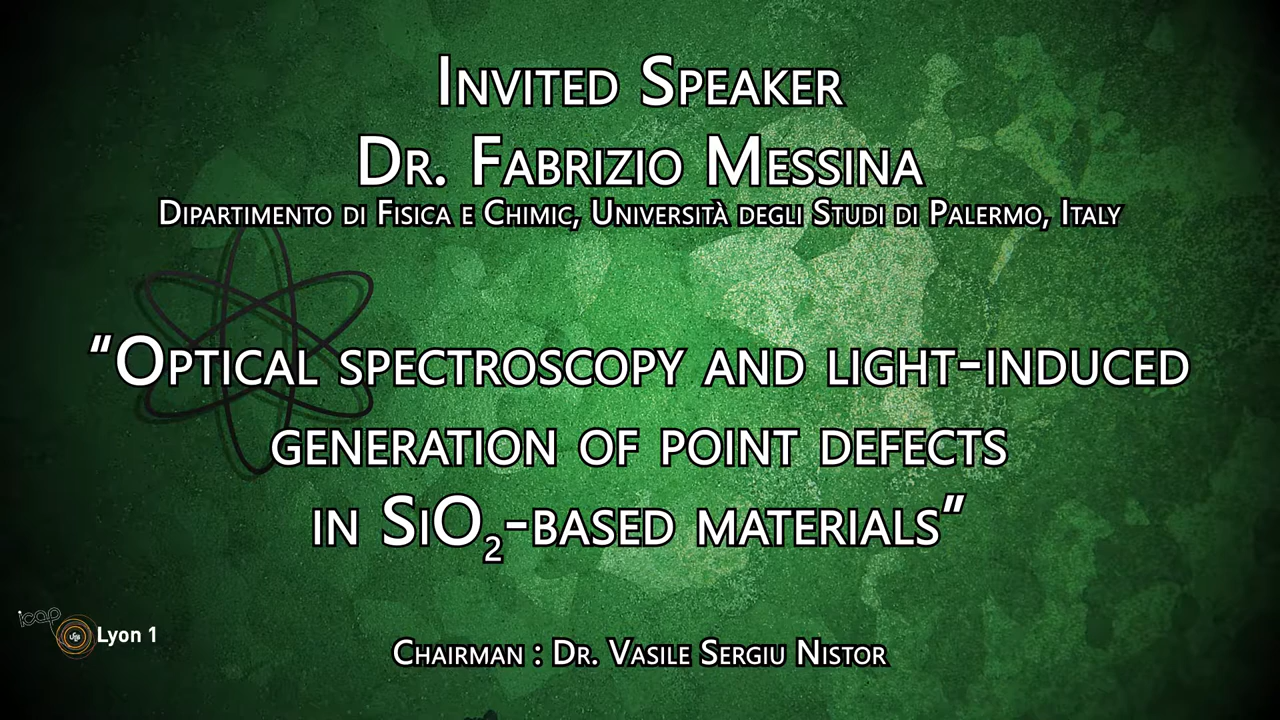 Invited Speaker
Dr. Fabrizio Messina
Dipartimento di Fisica e Chimic, Università degli Studi di Palermo, Italy
“Optical spectroscopy and light-induced
generation of point defects
in SiO₂-based materials”
icap
Lyon 1
Chairman : Dr. Vasile Sergiu Nistor